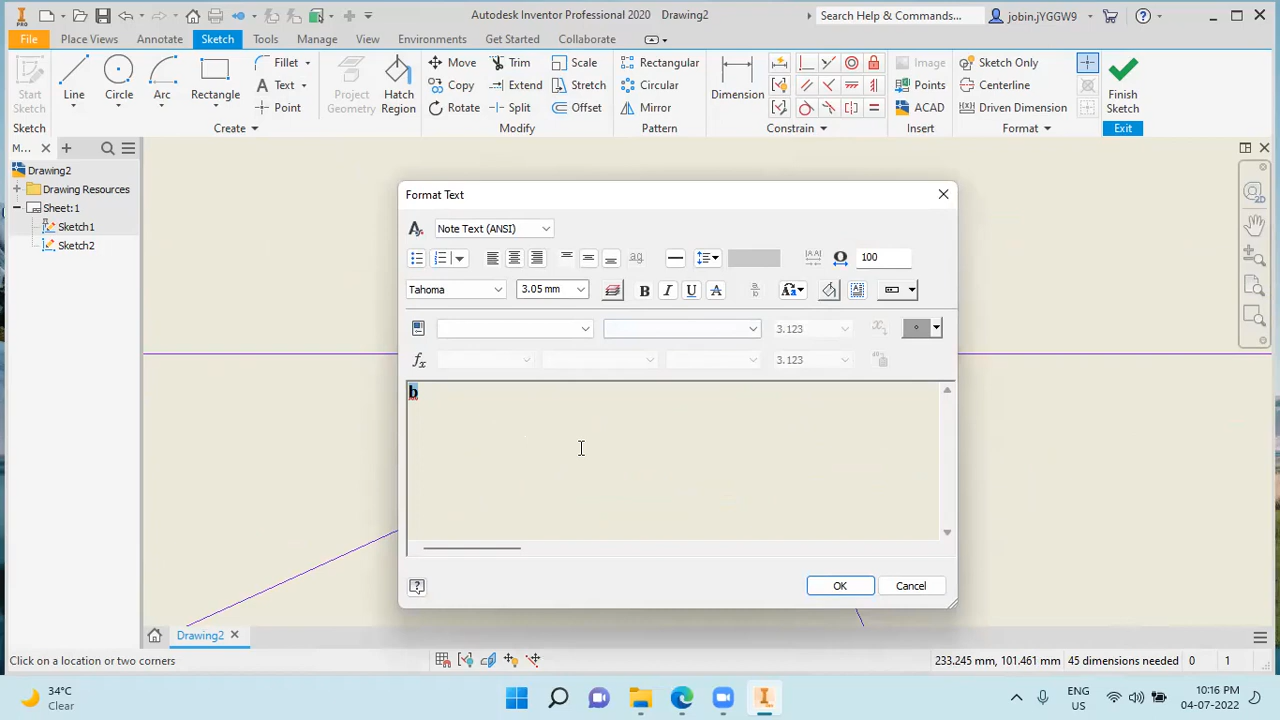 PRO
Autodesk Inventor Professional 2020 Drawing2
Search Help & Commands...
jobin.jYGGW9
File Place Views Annotate Sketch Tools Manage View Environments Get Started Collaborate
Start Sketch
Line
Circle
Arc
Rectangle
Fillet
Text
Point
Project Geometry
Hatch Region
Move
Copy
Rotate
Trim
Extend
Split
Scale
Stretch
Offset
Rectangular
Circular
Mirror
Dimension
Image
Points
ACAD
Sketch Only
Centerline
Driven Dimension
Finish Sketch
Sketch Create Modify Pattern Constrain Insert Format Exit
M...
Drawing2
Drawing Resources
Sheet:1
Sketch1
Sketch2
2D
Format Text
Note Text (ANSI)
100
Tahoma
3.05 mm
B I U A
3.123
fx
3.123
b
OK
Cancel
Drawing2
Click on a location or two corners
233.245 mm, 101.461 mm 45 dimensions needed 0 1
34°C
Clear
ENG
US
10:16 PM
04-07-2022